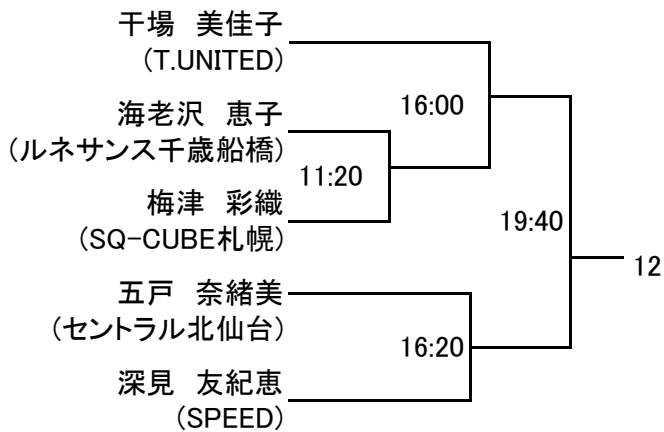 干場　美佳子
(T.UNITED)
16:00
海老沢　恵子
(ルネサンス千歳船橋)
11:20
梅津　彩織
(SQ-CUBE札幌)
19:40
12
五戸　奈緒美
(セントラル北仙台)
16:20
深見　友紀恵
(SPEED)